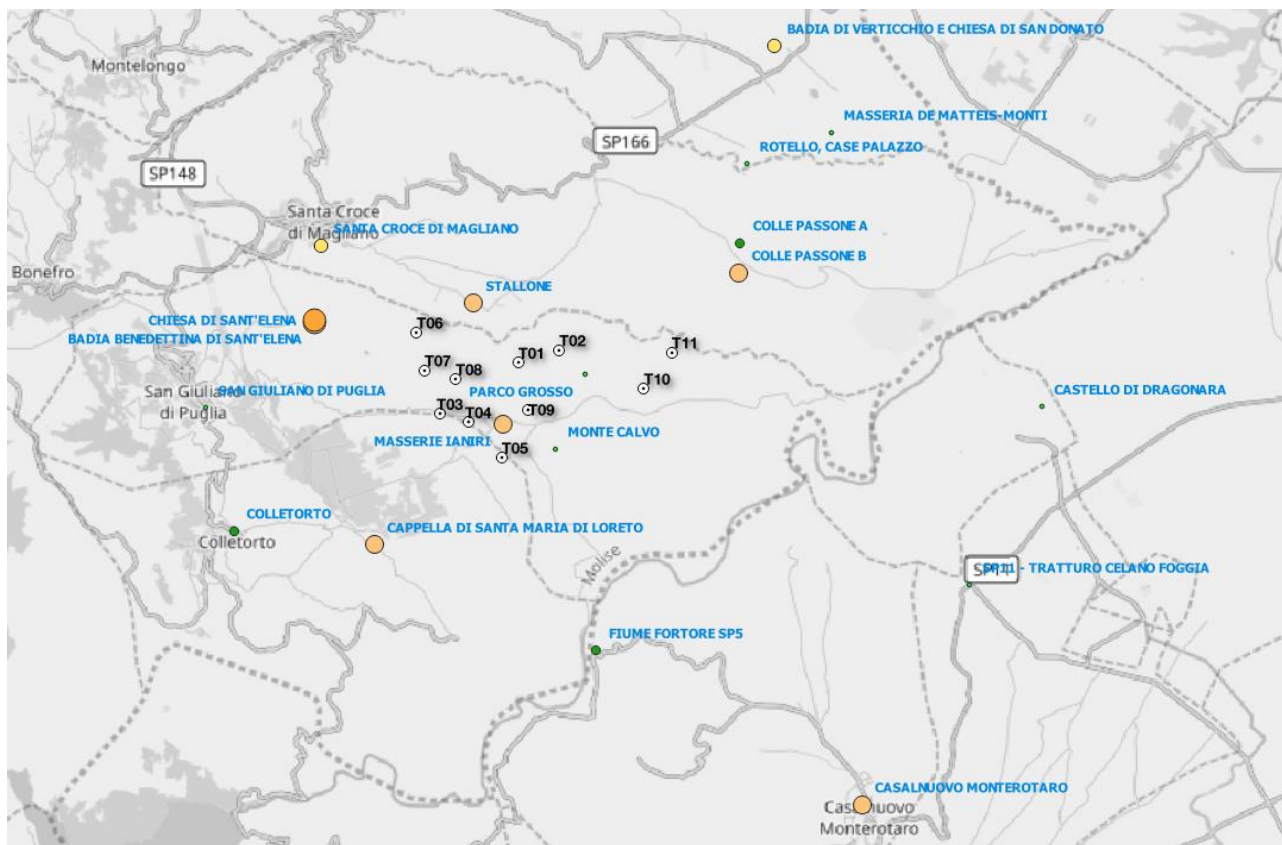 BADIA DI VERTICCHIO E CHIESA DI SAN DONATO
Montelongo
MASSERIA DE MATTEIS-MONTI
SP166
ROTELLO, CASE PALAZZO
SP148
Santa Croce
di Magliano
SANTA CROCE DI MAGLIANO
COLLE PASSONE A
COLLE PASSONE B
Bonefro
STALLONE
CHIESA DI SANT'ELENA
BADIA BENEDETTINA DI SANT'ELENA
T06
T02
T11
T01
T07
T08
T10
San Giuliano
di Puglia
SAN GIULIANO DI PUGLIA
PARCO GROSSO
CASTELLO DI DRAGONARA
T03
T04
T09
MASSERIE IANIRI
MONTE CALVO
T05
COLLETORTO
Colletorto
CAPPELLA DI SANTA MARIA DI LORETO
Molise
SP11
SP11 - TRATTURO CELANO FOGGIA
FIUME FORTORE SP5
CASALNUOVO MONTEROTARO
Casalnuovo
Monterotaro